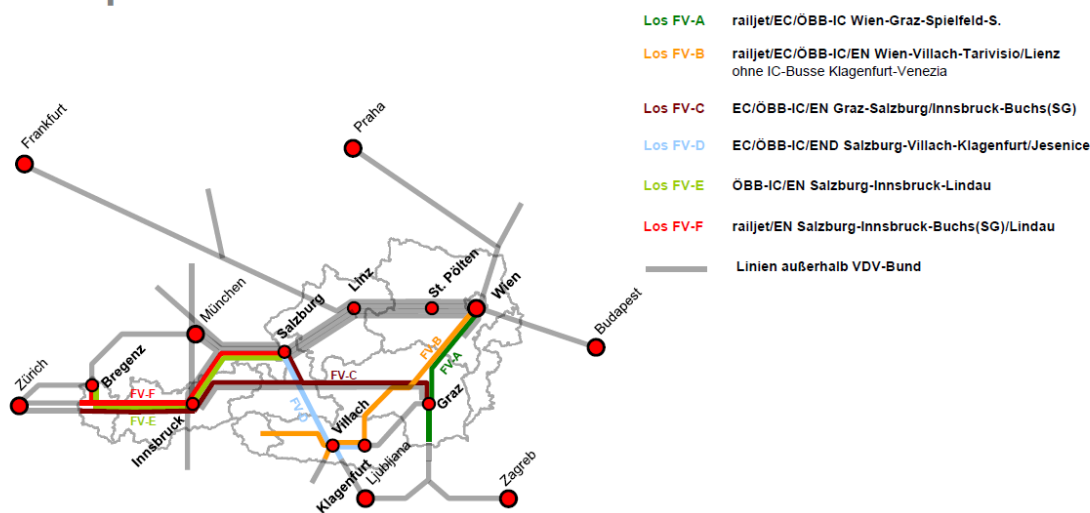 Los FV-A railjet/EC/ÖBB-IC Wien-Graz-Spielfeld-S.
Los FV-B railjet/EC/ÖBB-IC/EN Wien-Villach-Tarivisio/Lienz
ohne IC-Busse Klagenfurt-Venezia
Los FV-C EC/ÖBB-IC/EN Graz-Salzburg/Innsbruck-Buchs(SG)
Los FV-D EC/ÖBB-IC/END Salzburg-Villach-Klagenfurt/Jesenice
Los FV-E ÖBB-IC/EN Salzburg-Innsbruck-Lindau
Los FV-F railjet/EN Salzburg-Innsbruck-Buchs(SG)/Lindau
Linien außerhalb VDV-Bund
Frankfurt
Praha
München
Salzburg
Linz
St. Pölten
Wien
Budapest
Zürich
Bregenz
FV-B
FV-A
FV-C
FV-F
FV-E
FV-D
Innsbruck
Villach
Graz
Klagenfurt
Ljubljana
Zagreb